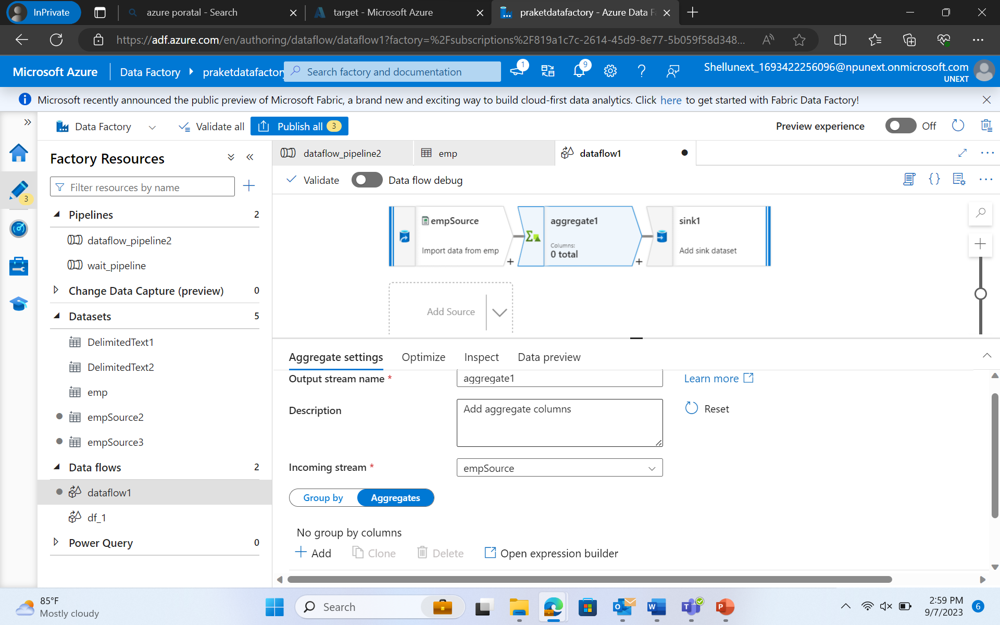 InPrivate
azure poratal - Search
target - Microsoft Azure
praketdatafactory - Azure Data F
https://adf.azure.com/en/authoring/dataflow/dataflow1?factory=%2Fsubscriptions%2F819a1c7c-2614-45d9-8e77-5b059f58d348...
Microsoft Azure
Data Factory
praketdatafactory
Search factory and documentation
1
9
Shellunext_1693422256096@npunext.onmicrosoft.com
UNEXT
Microsoft recently announced the public preview of Microsoft Fabric, a brand new and exciting way to build cloud-first data analytics. Click here to get started with Fabric Data Factory!
Data Factory
Validate all
Publish all 3
Preview experience
Off
3
Factory Resources
Filter resources by name
Pipelines 2
dataflow_pipeline2
wait_pipeline
Change Data Capture (preview) 0
Datasets 5
DelimitedText1
DelimitedText2
emp
empSource2
empSource3
Data flows 2
dataflow1
df_1
Power Query 0
dataflow_pipeline2
emp
dataflow1
Validate
Data flow debug
empSource
Import data from emp
aggregate1
Columns:
0 total
sink1
Add sink dataset
Add Source
Aggregate settings
Optimize
Inspect
Data preview
Output stream name *
aggregate1
Learn more
Description
Add aggregate columns
Reset
Incoming stream *
empSource
Group by
Aggregates
No group by columns
Add
Clone
Delete
Open expression builder
85°F
Mostly cloudy
Search
2:59 PM
9/7/2023
6